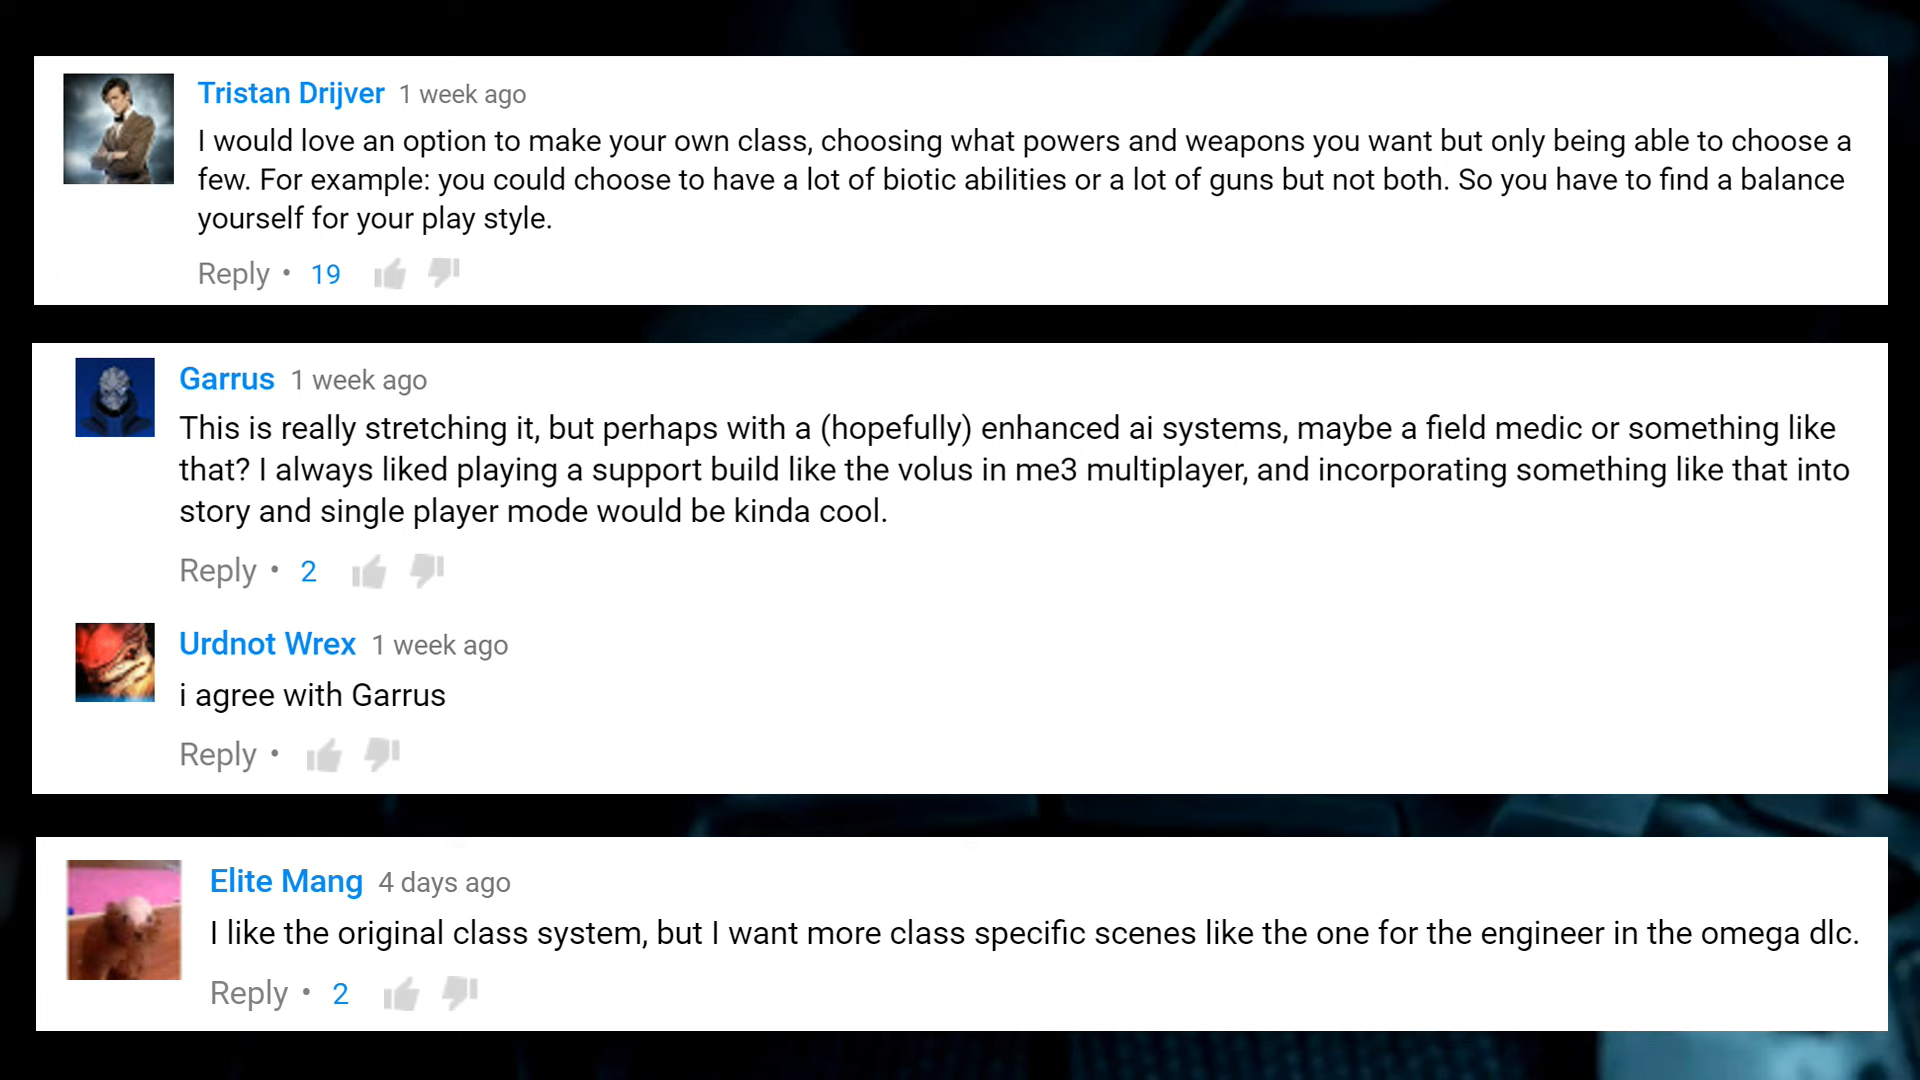 Tristan Drijver 1 week ago
I would love an option to make your own class, choosing what powers and weapons you want but only being able to choose a
few. For example: you could choose to have a lot of biotic abilities or a lot of guns but not both. So you have to find a balance
yourself for your play style.
Reply • 19
Garrus 1 week ago
This is really stretching it, but perhaps with a (hopefully) enhanced ai systems, maybe a field medic or something like
that? I always liked playing a support build like the volus in me3 multiplayer, and incorporating something like that into
story and single player mode would be kinda cool.
Reply • 2
Urdnot Wrex 1 week ago
i agree with Garrus
Reply •
Elite Mang 4 days ago
I like the original class system, but I want more class specific scenes like the one for the engineer in the omega dlc.
Reply • 2